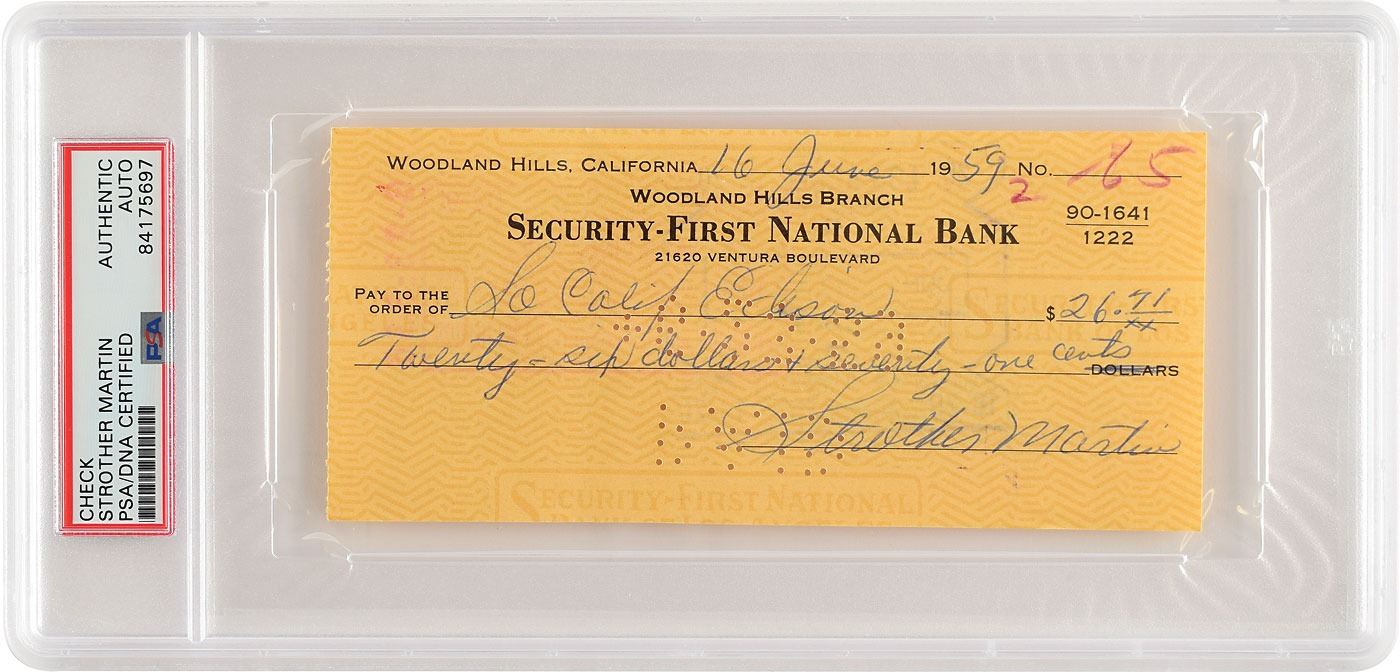 CHECK
STROTHER MARTIN
PSA/DNA CERTIFIED
AUTHENTIC
AUTO
84175697
PSA
WOODLAND HILLS, CALIFORNIA 16 June 1959 No. 165
2
WOODLAND HILLS BRANCH
SECURITY-FIRST NATIONAL BANK
90-1641
1222
21620 VENTURA BOULEVARD
PAY TO THE
ORDER OF So Calif Edison $26.71
xx
Twenty-six dollars + seventy-one cents DOLLARS
Strother Martin
SECURITY-FIRST NATIONAL